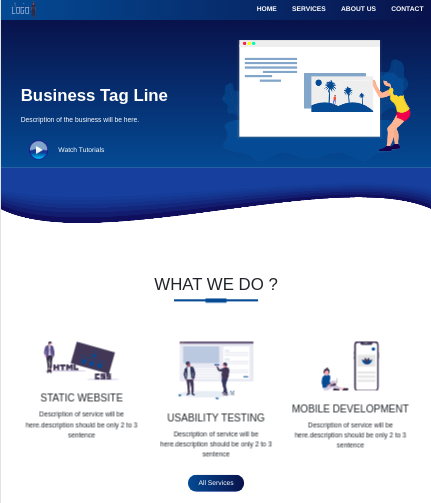 LOGO
HOME SERVICES ABOUT US CONTACT
Business Tag Line
Description of the business will be here.
Watch Tutorials
WHAT WE DO ?
HTML
CSS
STATIC WEBSITE
Description of service will be
here.description should be only 2 to 3
sentence
USABILITY TESTING
Description of service will be
here.description should be only 2 to 3
sentence
MOBILE DEVELOPMENT
Description of service will be
here.description should be only 2 to 3
sentence
All Services